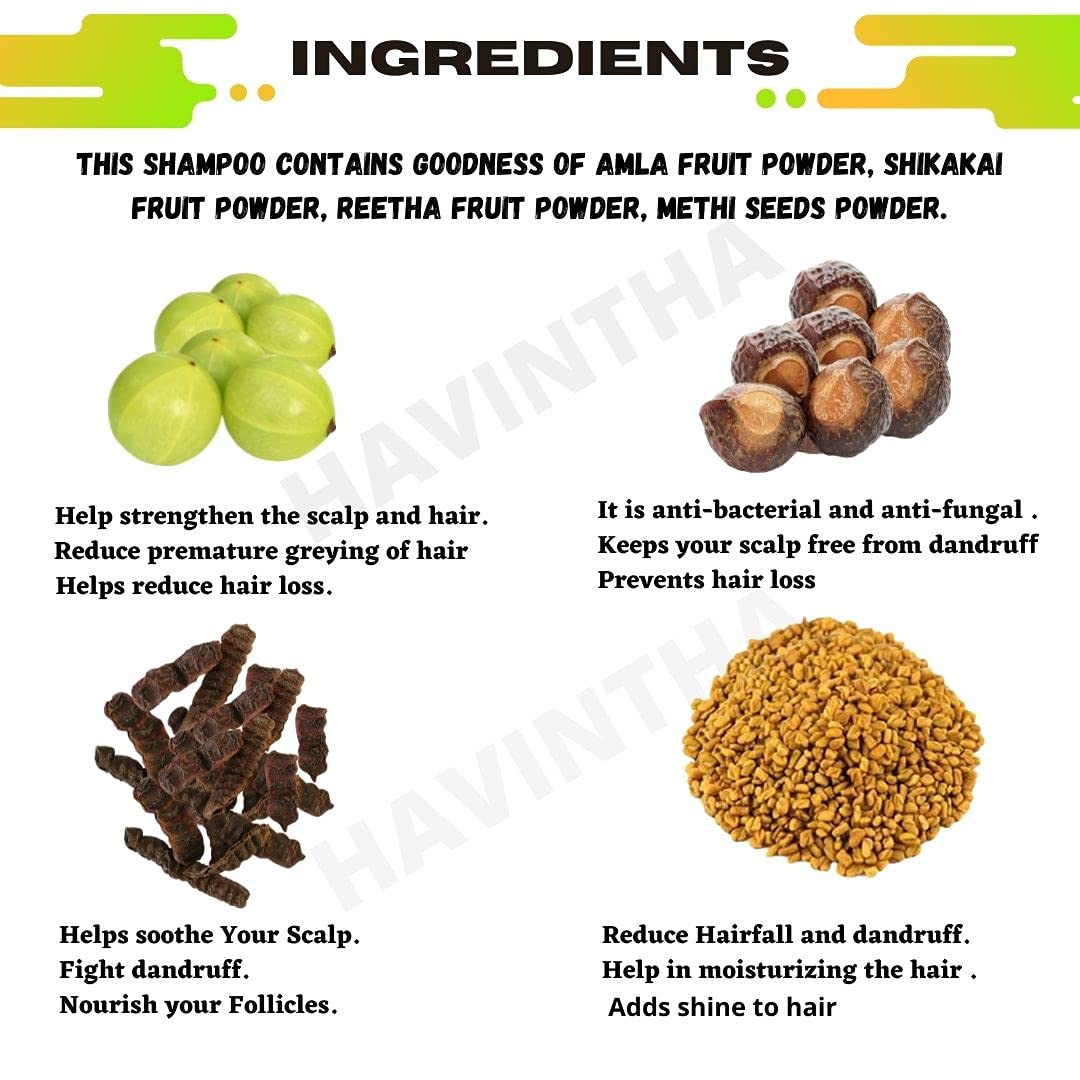 INGREDIENTS
THIS SHAMPOO CONTAINS GOODNESS OF AMLA FRUIT POWDER, SHIKAKAI
FRUIT POWDER, REETHA FRUIT POWDER, METHI SEEDS POWDER.
HAVINTHA
Help strengthen the scalp and hair.
Reduce premature greying of hair
Helps reduce hair loss.
It is anti-bacterial and anti-fungal .
Keeps your scalp free from dandruff
Prevents hair loss
HAVINTHA
Helps soothe Your Scalp.
Fight dandruff.
Nourish your Follicles.
Reduce Hairfall and dandruff.
Help in moisturizing the hair .
Adds shine to hair